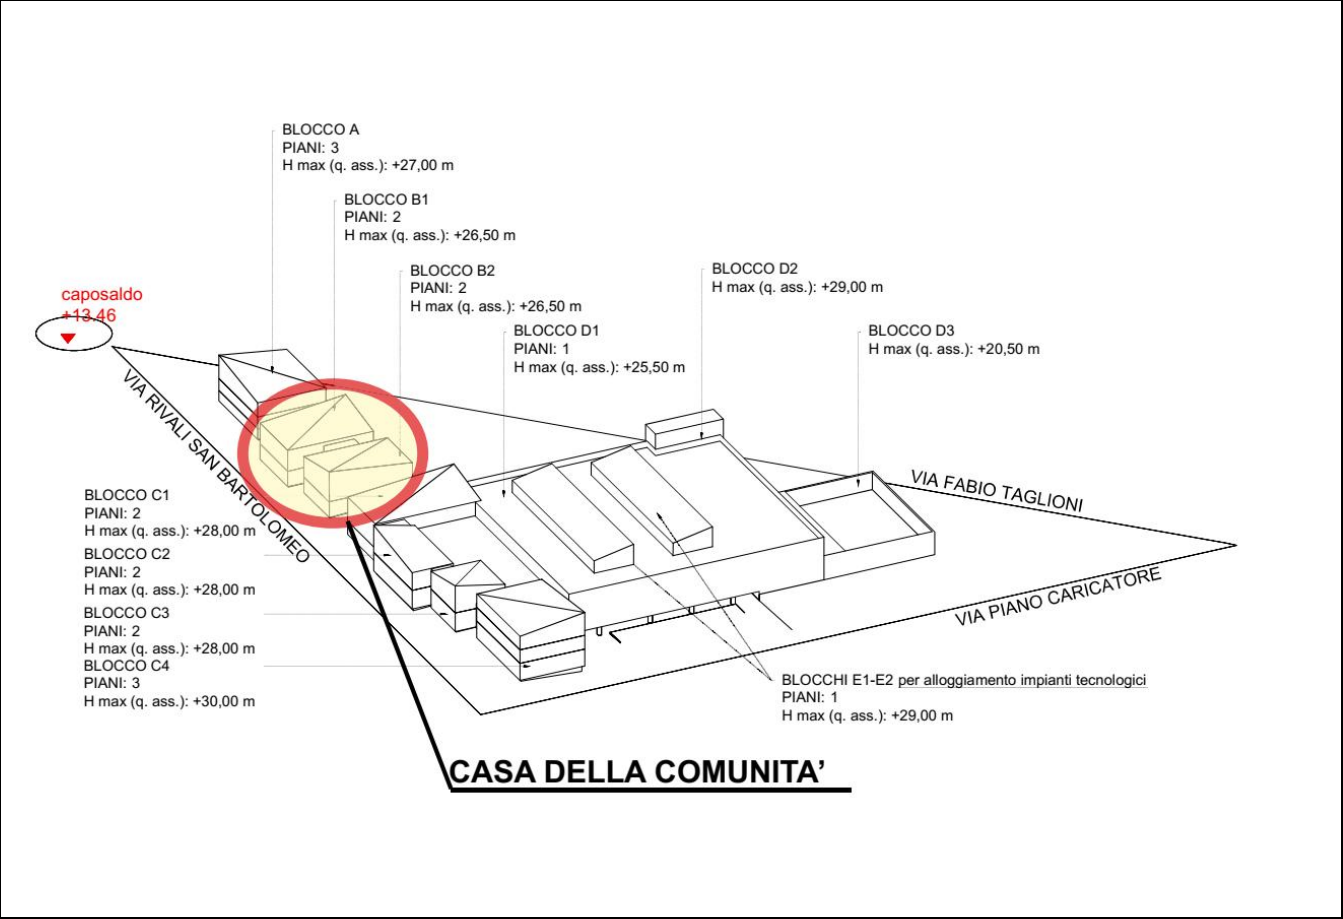 BLOCCO A
PIANI: 3
H max (q. ass.): +27,00 m
BLOCCO B1
PIANI: 2
H max (q. ass.): +26,50 m
BLOCCO B2
PIANI: 2
H max (q. ass.): +26,50 m
BLOCCO D2
H max (q. ass.): +29,00 m
caposaldo
+13.46
BLOCCO D1
PIANI: 1
H max (q. ass.): +25,50 m
BLOCCO D3
H max (q. ass.): +20,50 m
VIA RIVALI SAN BARTOLOMEO
VIA FABIO TAGLIONI
VIA PIANO CARICATORE
BLOCCO C1
PIANI: 2
H max (q. ass.): +28,00 m
BLOCCO C2
PIANI: 2
H max (q. ass.): +28,00 m
BLOCCO C3
PIANI: 2
H max (q. ass.): +28,00 m
BLOCCO C4
PIANI: 3
H max (q. ass.): +30,00 m
BLOCCHI E1-E2 per alloggiamento impianti tecnologici
PIANI: 1
H max (q. ass.): +29,00 m
CASA DELLA COMUNITA'